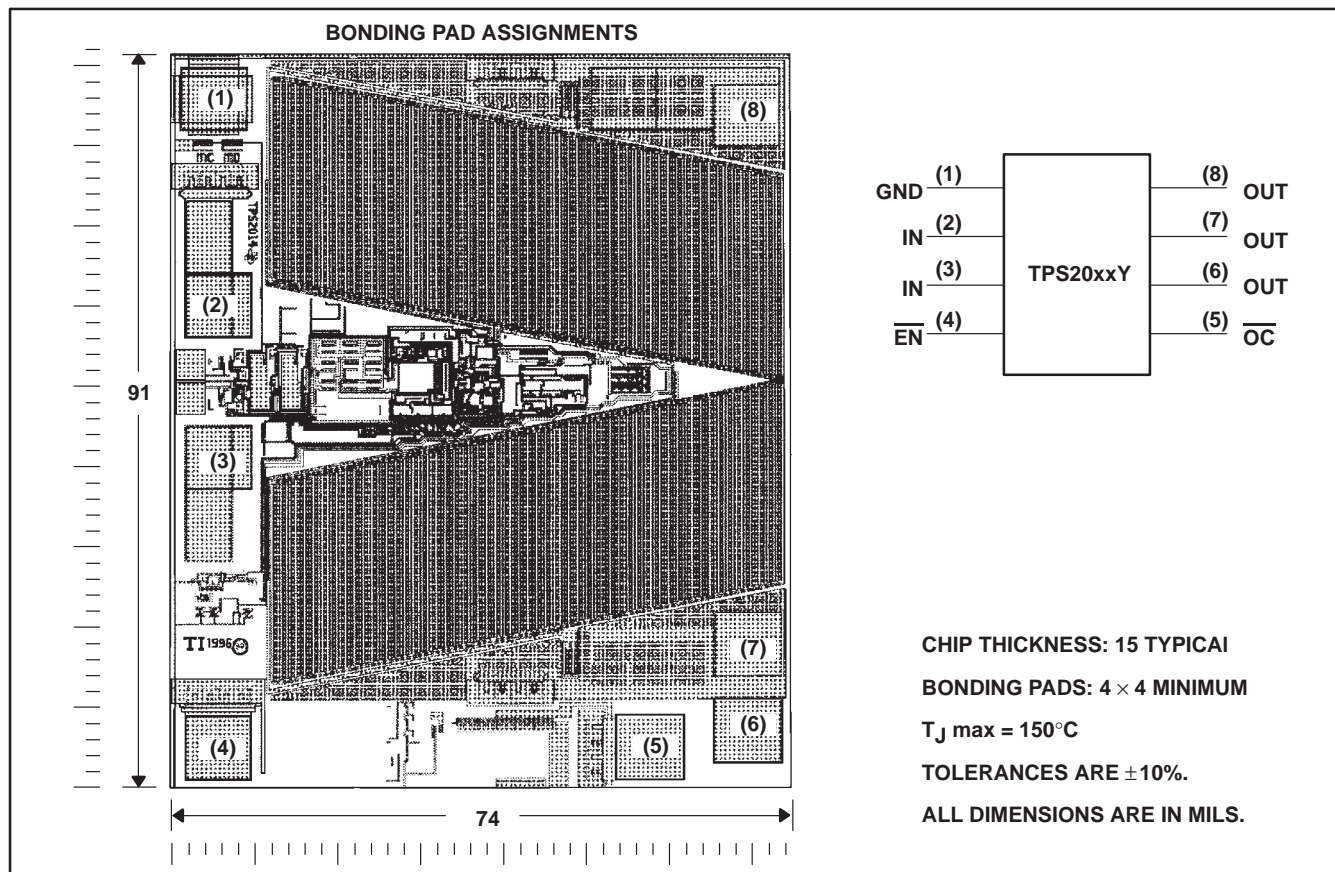 BONDING PAD ASSIGNMENTS
(1)
(8)
TPS2014
(2)
91
(3)
TI 1996
(7)
(4)
(5)
(6)
74
GND (1)
IN (2)
IN (3)
EN (4)
TPS20xxY
(8) OUT
(7) OUT
(6) OUT
(5) OC
CHIP THICKNESS: 15 TYPICAl
BONDING PADS: 4 × 4 MINIMUM
TJ max = 150°C
TOLERANCES ARE ±10%.
ALL DIMENSIONS ARE IN MILS.